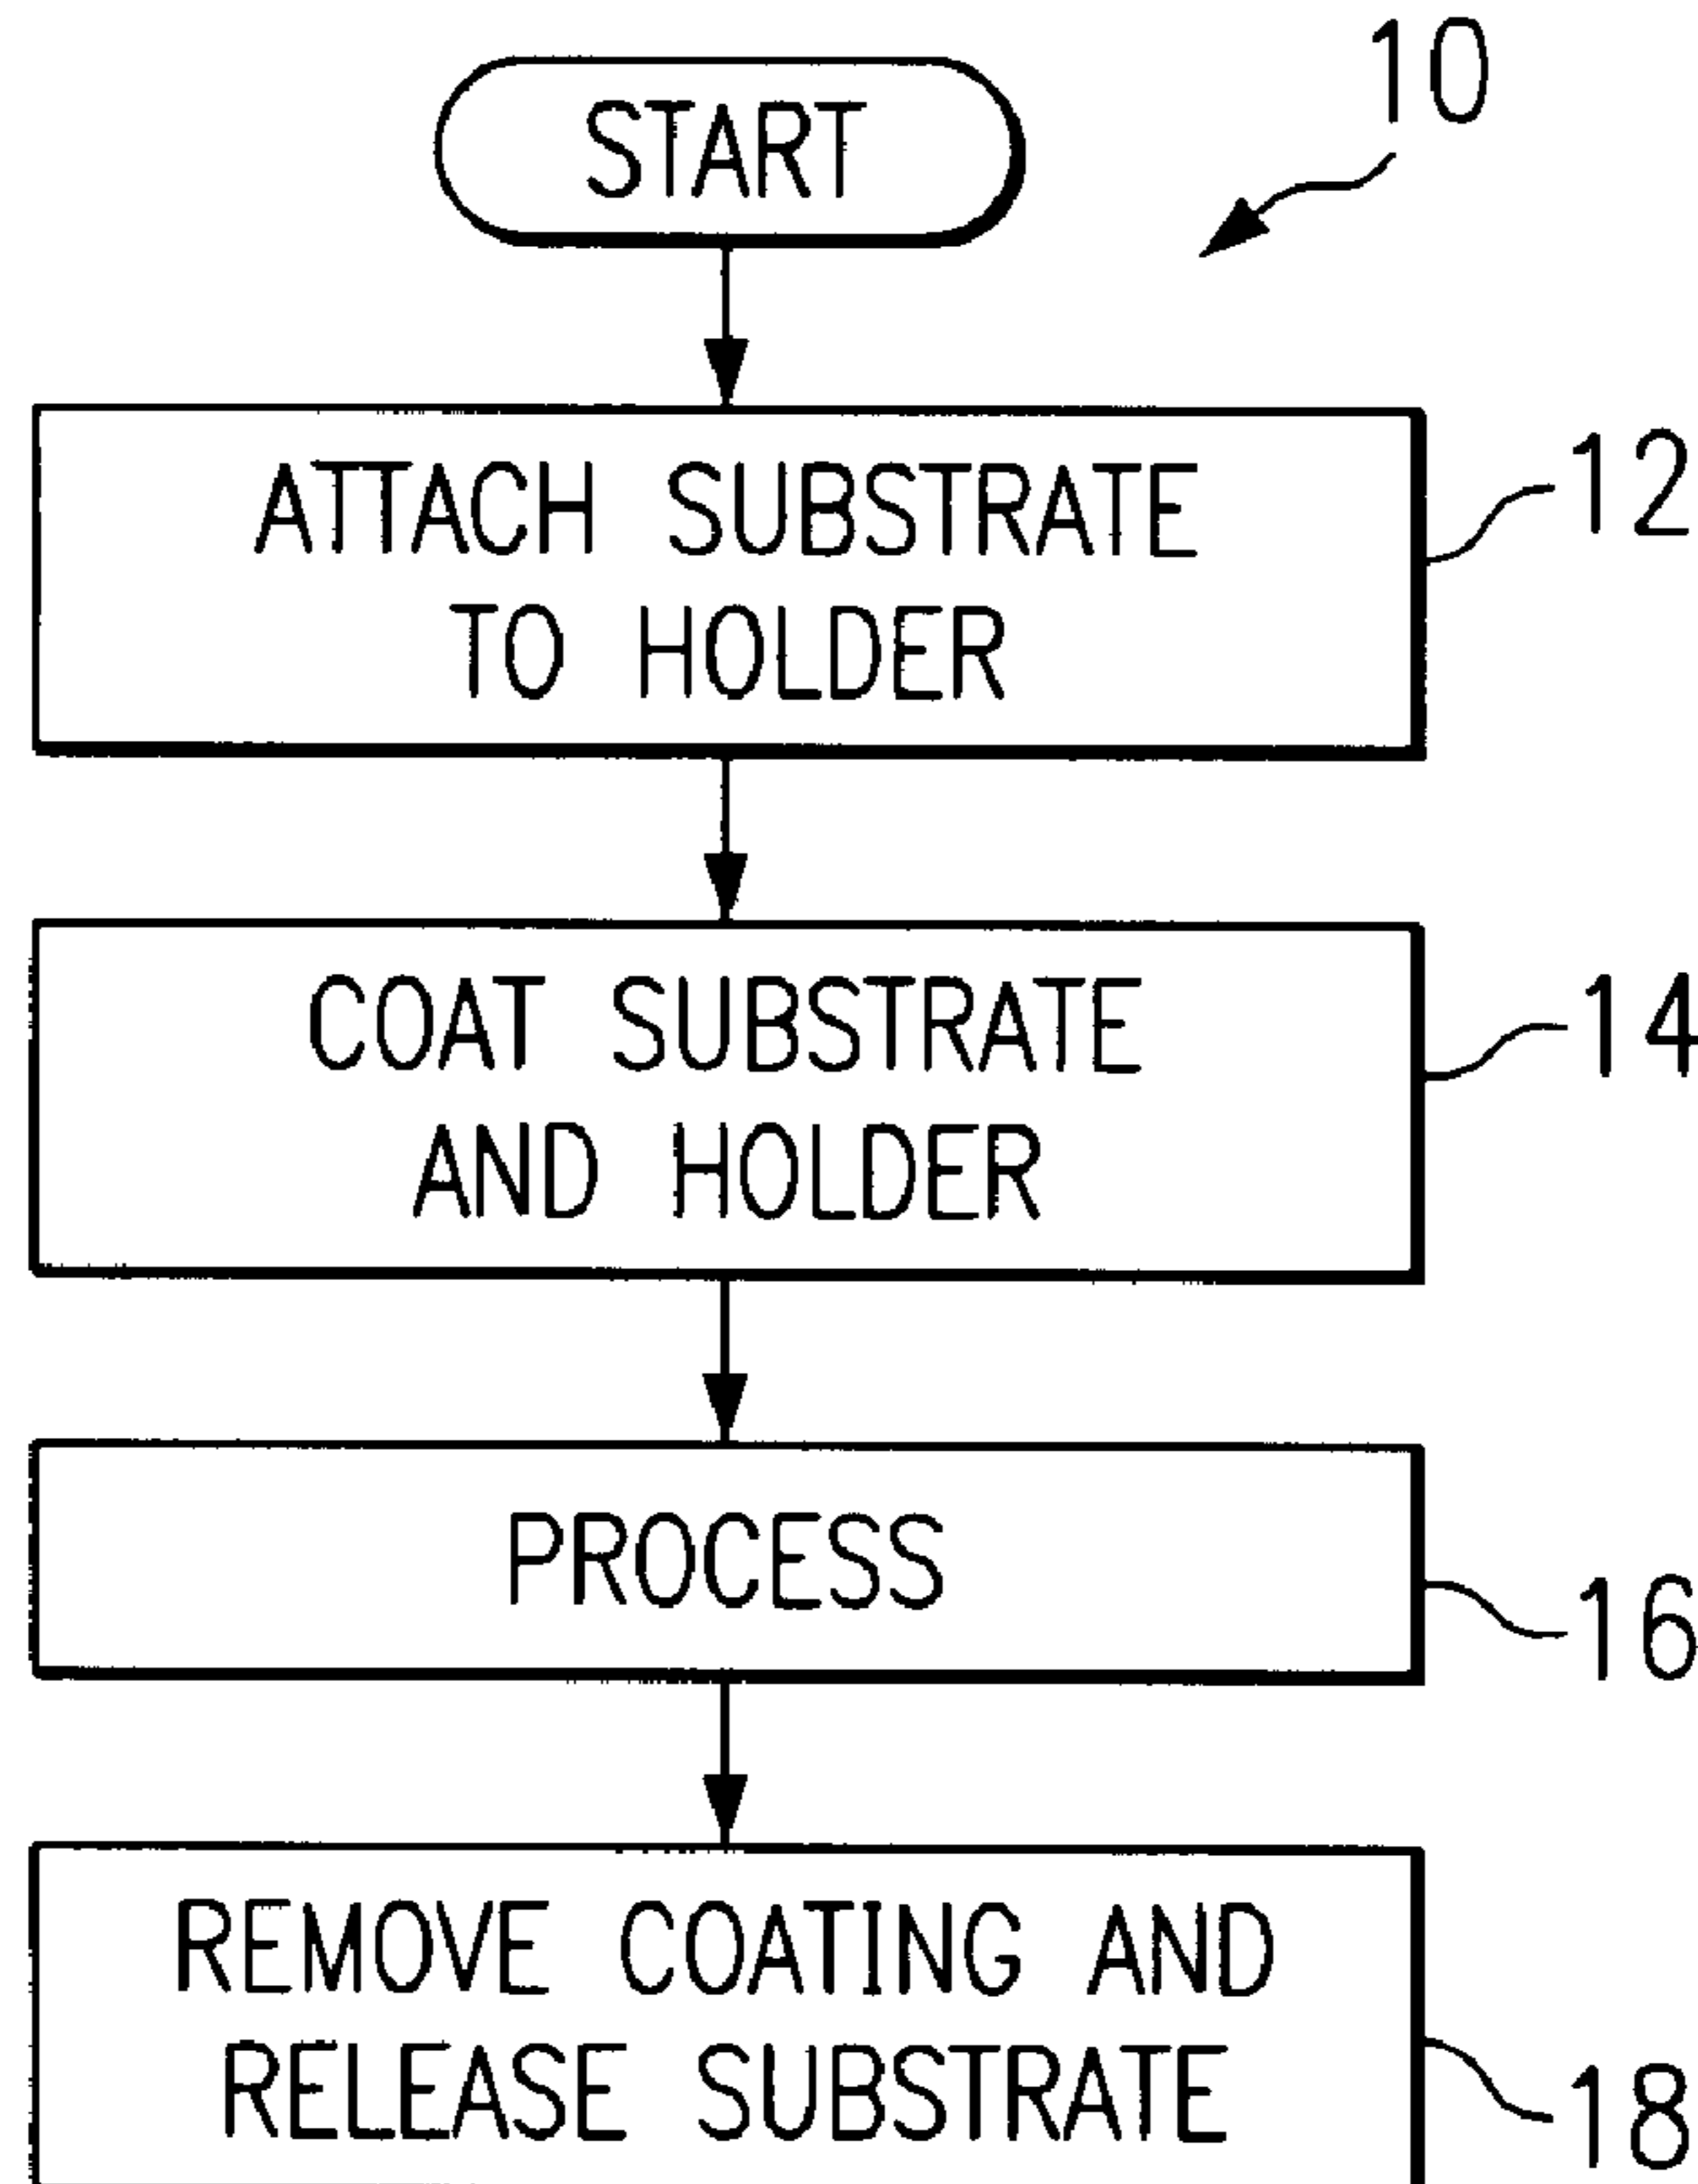 10
START
ATTACH SUBSTRATE
TO HOLDER
12
COAT SUBSTRATE
AND HOLDER
14
PROCESS
16
REMOVE COATING AND
RELEASE SUBSTRATE
18